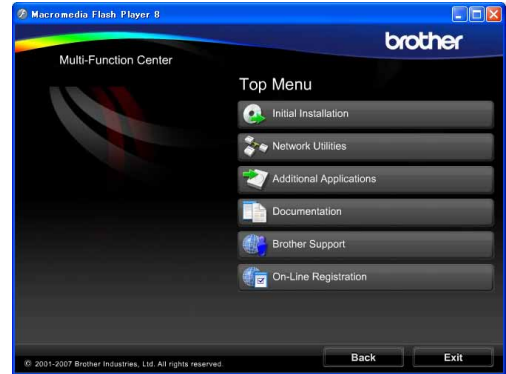 Macromedia Flash Player 8
brother
Multi-Function Center
Top Menu
Initial Installation
Network Utilities
Additional Applications
Documentation
Brother Support
On-Line Registration
© 2001-2007 Brother Industries, Ltd. All rights reserved.
Back
Exit